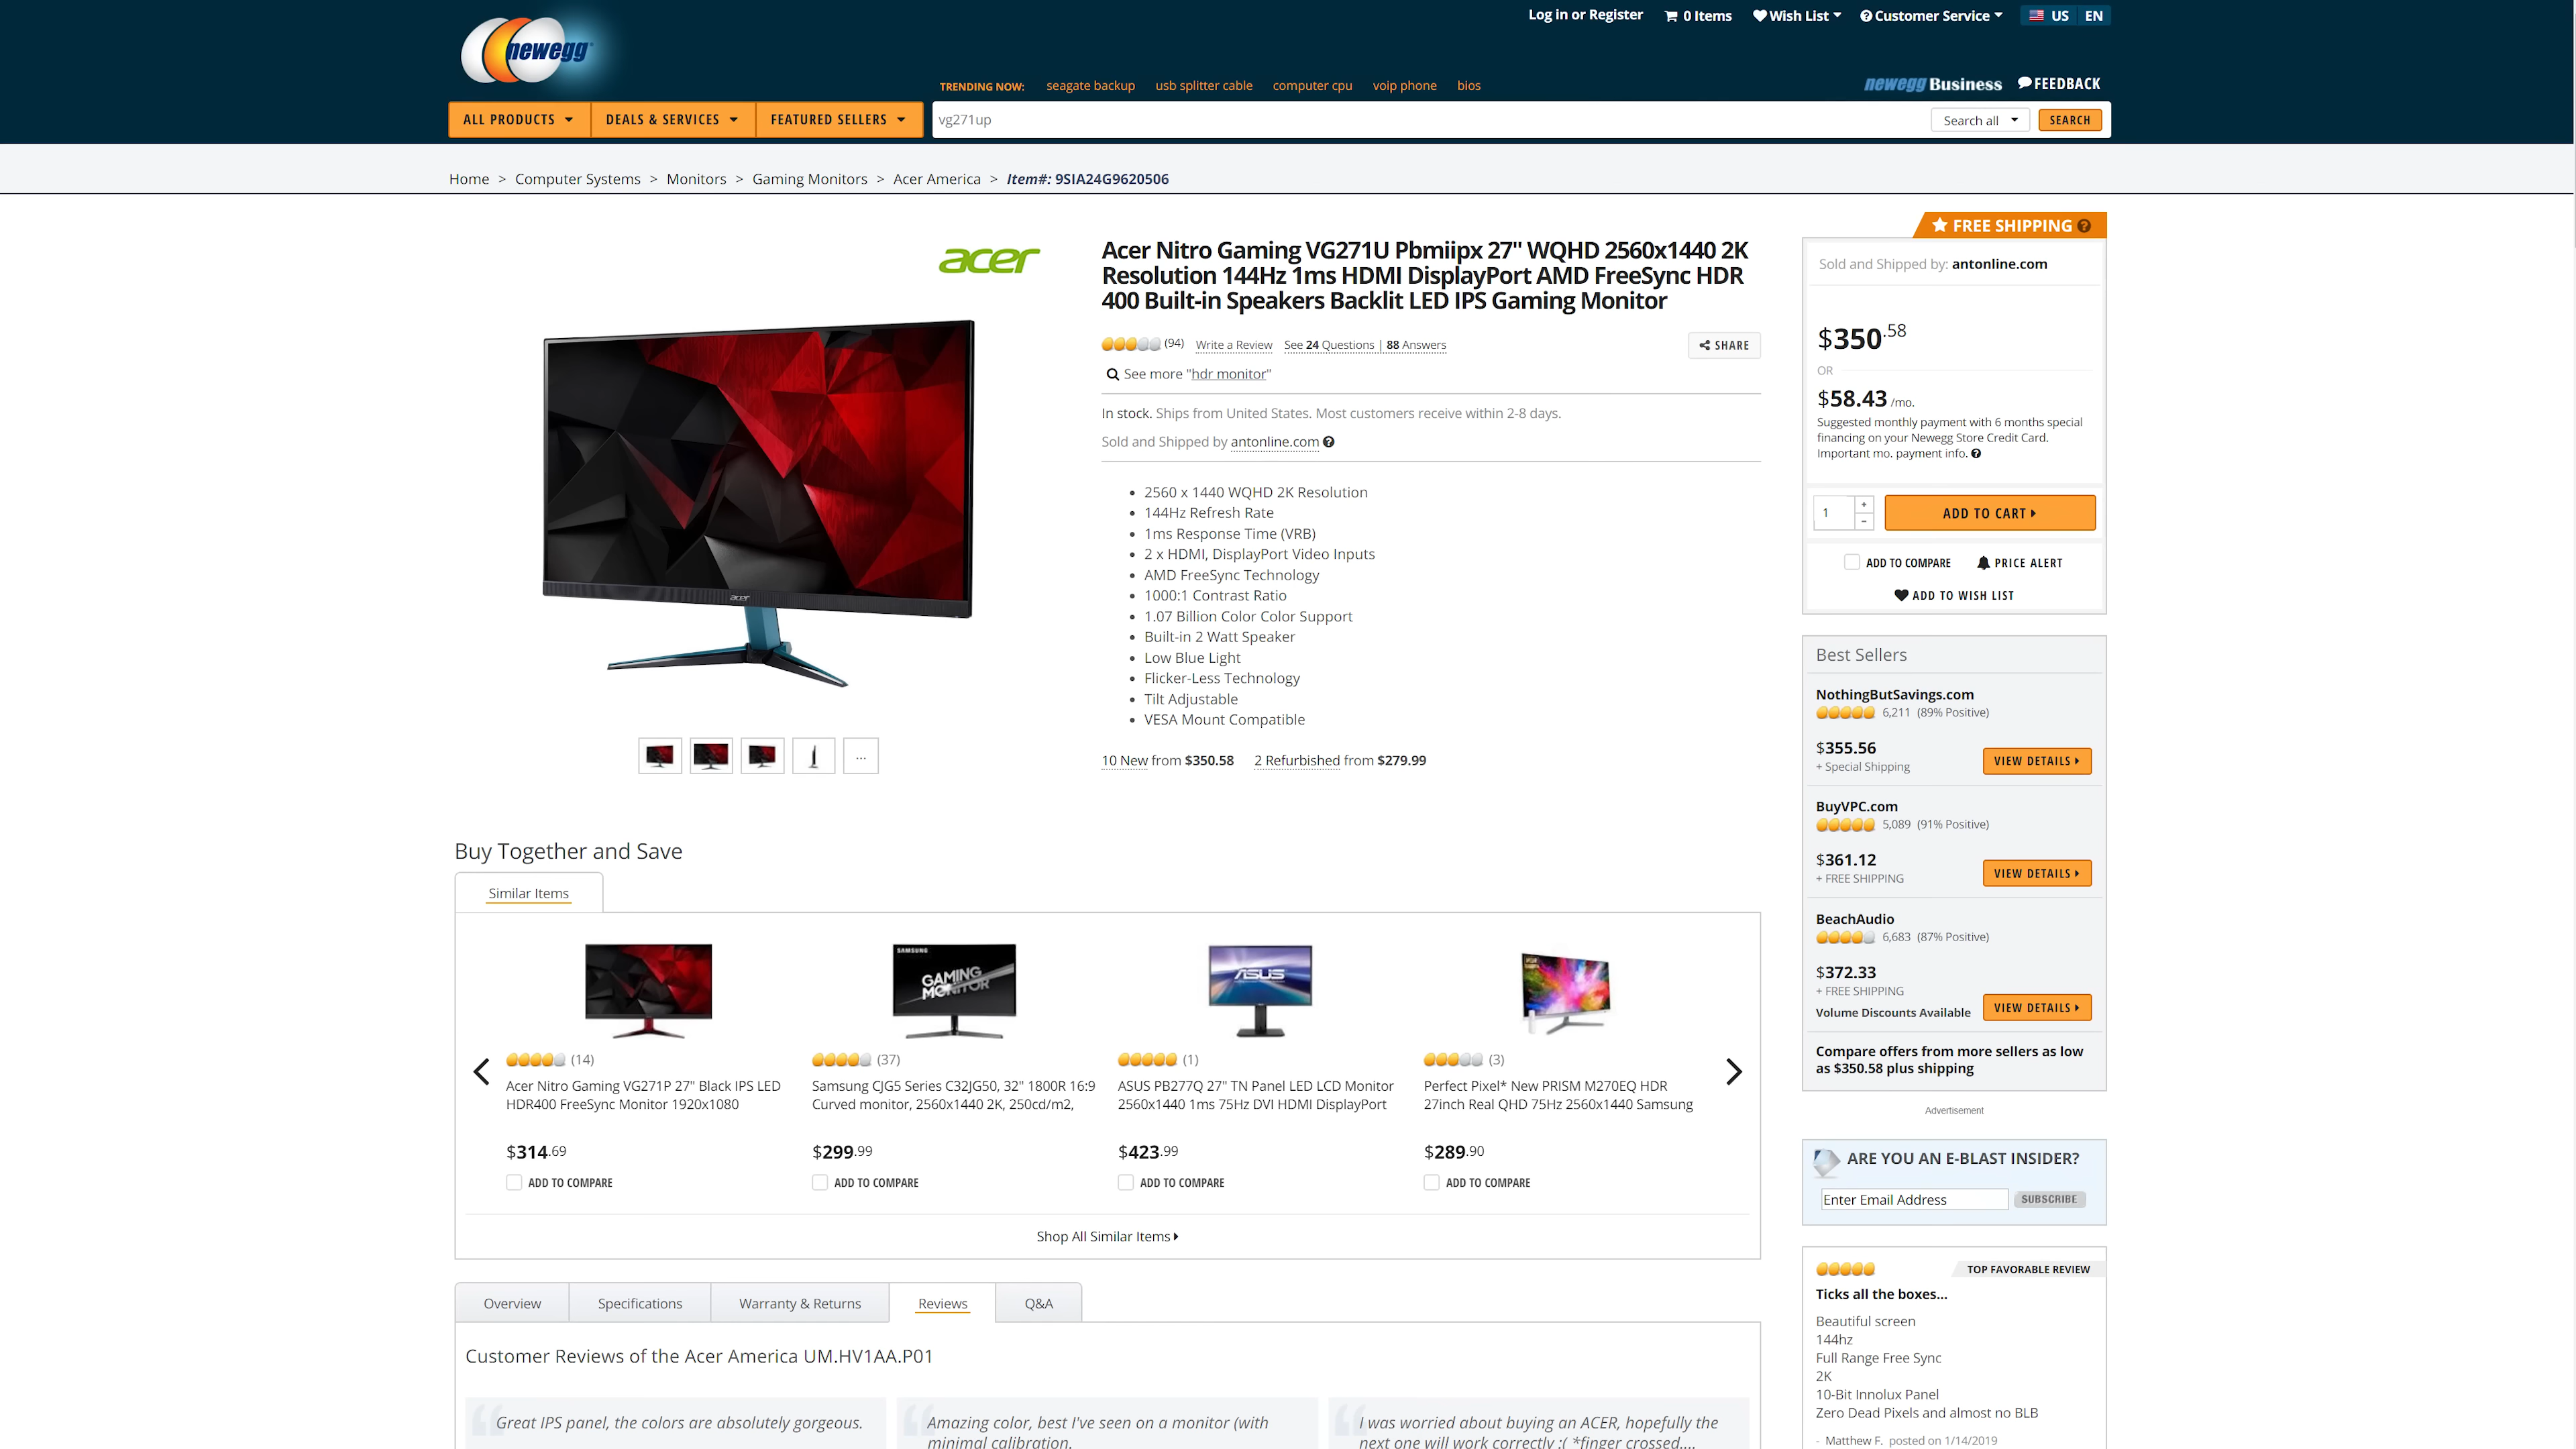 Log in or Register 0 Items Wish List Customer Service US EN
newegg
TRENDING NOW: seagate backup usb splitter cable computer cpu voip phone bios
newegg Business FEEDBACK
ALL PRODUCTS DEALS & SERVICES FEATURED SELLERS vg271up Search all SEARCH
Home > Computer Systems > Monitors > Gaming Monitors > Acer America > Item#: 9SIA24G9620506
acer
acer
Acer Nitro Gaming VG271U Pbmiipx 27" WQHD 2560x1440 2K
Resolution 144Hz 1ms HDMI DisplayPort AMD FreeSync HDR
400 Built-in Speakers Backlit LED IPS Gaming Monitor
(94) Write a Review See 24 Questions | 88 Answers SHARE
See more "hdr monitor"
In stock. Ships from United States. Most customers receive within 2-8 days.
Sold and Shipped by antonline.com
• 2560 x 1440 WQHD 2K Resolution
• 144Hz Refresh Rate
• 1ms Response Time (VRB)
• 2 x HDMI, DisplayPort Video Inputs
• AMD FreeSync Technology
• 1000:1 Contrast Ratio
• 1.07 Billion Color Color Support
• Built-in 2 Watt Speaker
• Low Blue Light
• Flicker-Less Technology
• Tilt Adjustable
• VESA Mount Compatible
...
10 New from $350.58 2 Refurbished from $279.99
FREE SHIPPING
Sold and Shipped by: antonline.com
$350.58
OR
$58.43 /mo.
Suggested monthly payment with 6 months special
financing on your Newegg Store Credit Card.
Important mo. payment info.
1 + - ADD TO CART
ADD TO COMPARE PRICE ALERT
ADD TO WISH LIST
Best Sellers
NothingButSavings.com
6,211 (89% Positive)
$355.56
+ Special Shipping
VIEW DETAILS
BuyVPC.com
5,089 (91% Positive)
$361.12
+ FREE SHIPPING
VIEW DETAILS
BeachAudio
6,683 (87% Positive)
$372.33
+ FREE SHIPPING
Volume Discounts Available
VIEW DETAILS
Compare offers from more sellers as low
as $350.58 plus shipping
Advertisement
ARE YOU AN E-BLAST INSIDER?
Enter Email Address SUBSCRIBE
TOP FAVORABLE REVIEW
Ticks all the boxes...
Beautiful screen
144hz
Full Range Free Sync
2K
10-Bit Innolux Panel
Zero Dead Pixels and almost no BLB
- Matthew F. posted on 1/14/2019
Buy Together and Save
Similar Items
SAMSUNG
GAMING
MONITOR
ASUS
(14)
Acer Nitro Gaming VG271P 27" Black IPS LED
HDR400 FreeSync Monitor 1920x1080
$314.69
ADD TO COMPARE
(37)
Samsung CJG5 Series C32JG50, 32" 1800R 16:9
Curved monitor, 2560x1440 2K, 250cd/m2,
$299.99
ADD TO COMPARE
(1)
ASUS PB277Q 27" TN Panel LED LCD Monitor
2560x1440 1ms 75Hz DVI HDMI DisplayPort
$423.99
ADD TO COMPARE
(3)
Perfect Pixel* New PRISM M270EQ HDR
27inch Real QHD 75Hz 2560x1440 Samsung
$289.90
ADD TO COMPARE
Shop All Similar Items
Overview Specifications Warranty & Returns Reviews Q&A
Customer Reviews of the Acer America UM.HV1AA.P01
Great IPS panel, the colors are absolutely gorgeous.
Amazing color, best I've seen on a monitor (with
minimal calibration.
I was worried about buying an ACER, hopefully the
next one will work correctly :( *finger crossed....